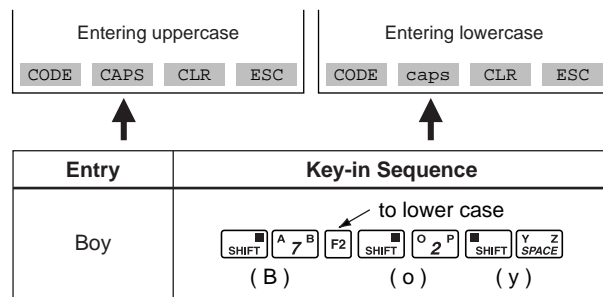 Entering uppercase
CODE CAPS CLR ESC
Entering lowercase
CODE caps CLR ESC
Entry Key-in Sequence
to lower case
Boy SHIFT A 7 B F2 SHIFT O 2 P SHIFT Y Z SPACE
( B ) ( o ) ( y )